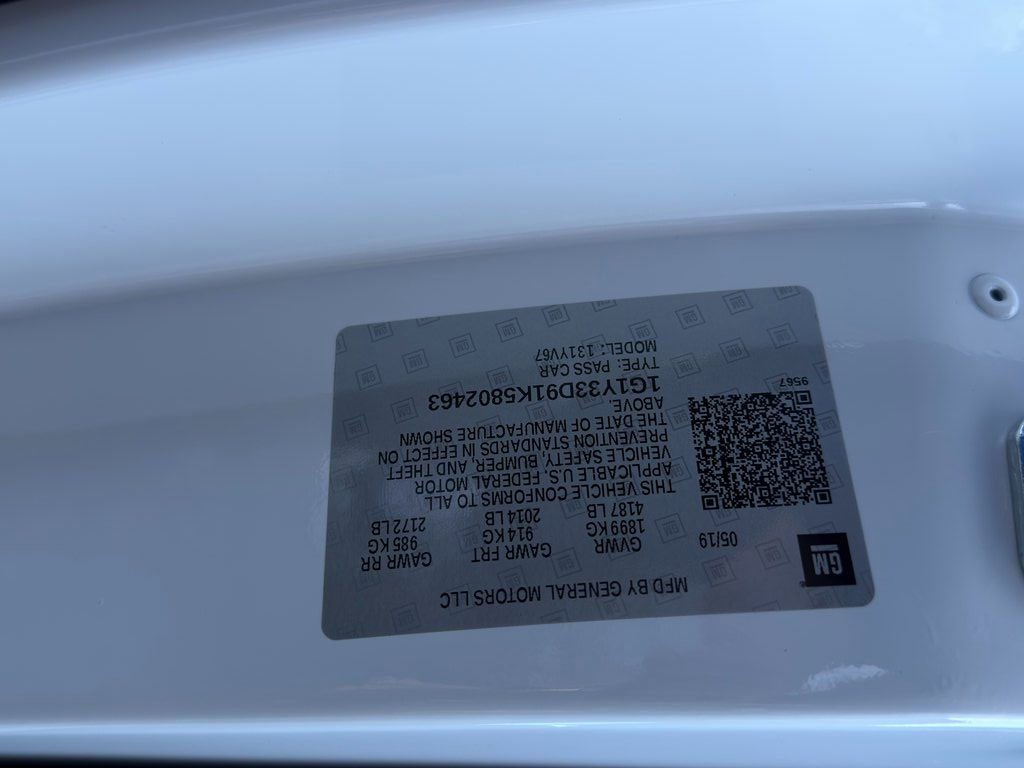 GM
MFD BY GENERAL MOTORS LLC
05/19
GVWR
1899 KG
4187 LB
GAWR FRT
914 KG
2014 LB
GAWR RR
985 KG
2172 LB
THIS VEHICLE CONFORMS TO ALL
APPLICABLE U.S. FEDERAL MOTOR
VEHICLE SAFETY, BUMPER, AND THEFT
PREVENTION STANDARDS IN EFFECT ON
THE DATE OF MANUFACTURE SHOWN
ABOVE.
1G1Y33D91K5802463
TYPE: PASS CAR
MODEL: 131YV67
9567